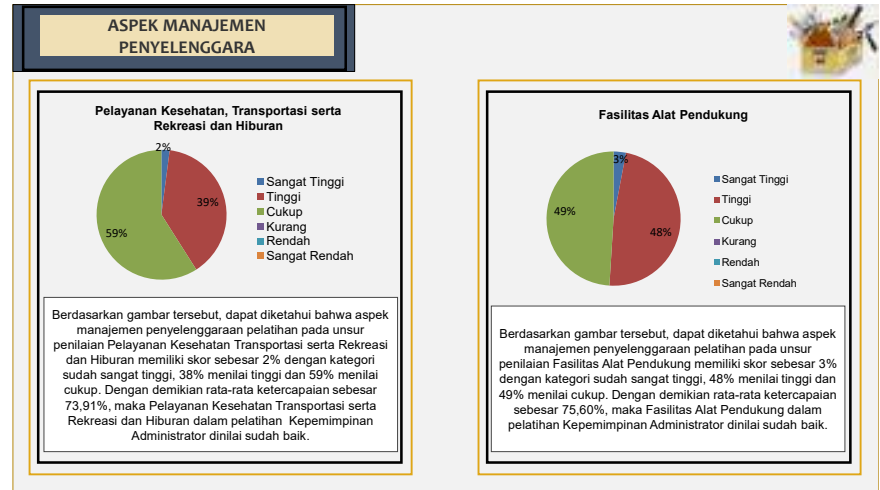 ASPEK MANAJEMEN
PENYELENGGARA
Pelayanan Kesehatan, Transportasi serta
Rekreasi dan Hiburan
2%
39%
59%
Sangat Tinggi
Tinggi
Cukup
Kurang
Rendah
Sangat Rendah
Berdasarkan gambar tersebut, dapat diketahui bahwa aspek
manajemen penyelenggaraan pelatihan pada unsur
penilaian Pelayanan Kesehatan Transportasi serta Rekreasi
dan Hiburan memiliki skor sebesar 2% dengan kategori
sudah sangat tinggi, 38% menilai tinggi dan 59% menilai
cukup. Dengan demikian rata-rata ketercapaian sebesar
73,91%, maka Pelayanan Kesehatan Transportasi serta
Rekreasi dan Hiburan dalam pelatihan Kepemimpinan
Administrator dinilai sudah baik.
Fasilitas Alat Pendukung
3%
49%
48%
Sangat Tinggi
Tinggi
Cukup
Kurang
Rendah
Sangat Rendah
Berdasarkan gambar tersebut, dapat diketahui bahwa aspek
manajemen penyelenggaraan pelatihan pada unsur
penilaian Fasilitas Alat Pendukung memiliki skor sebesar 3%
dengan kategori sudah sangat tinggi, 48% menilai tinggi dan
49% menilai cukup. Dengan demikian rata-rata ketercapaian
sebesar 75,60%, maka Fasilitas Alat Pendukung dalam
pelatihan Kepemimpinan Administrator dinilai sudah baik.